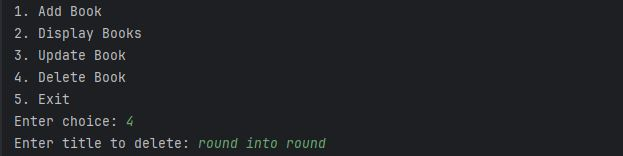 1. Add Book
2. Display Books
3. Update Book
4. Delete Book
5. Exit
Enter choice: 4
Enter title to delete: round into round